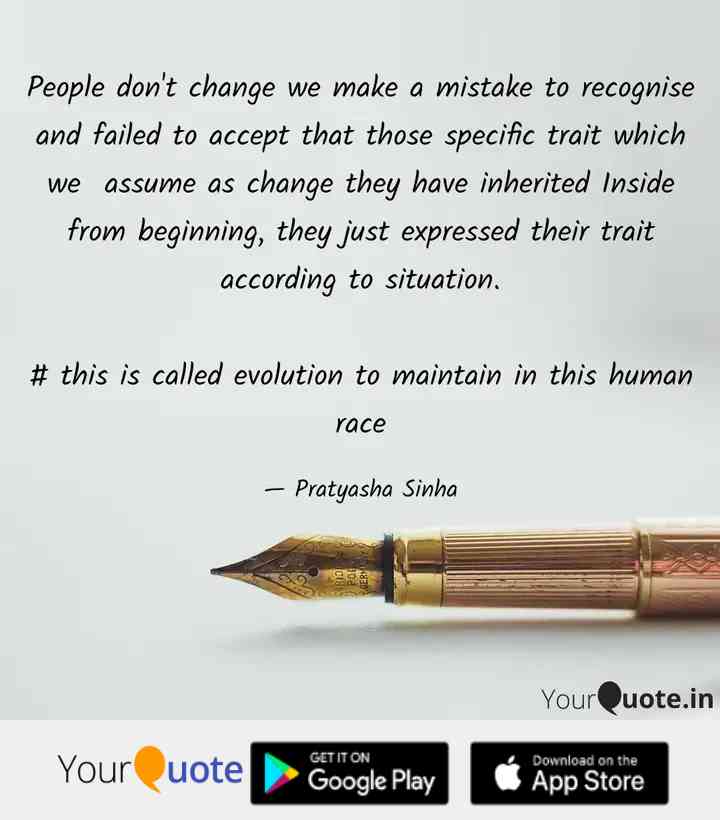 People don't change we make a mistake to recognise
and failed to accept that those specific trait which
we assume as change they have inherited Inside
from beginning, they just expressed their trait
according to situation.
# this is called evolution to maintain in this human
race
— Pratyasha Sinha
YourQuote.in
YourQuote
GET IT ON
Google Play
Download on the
App Store